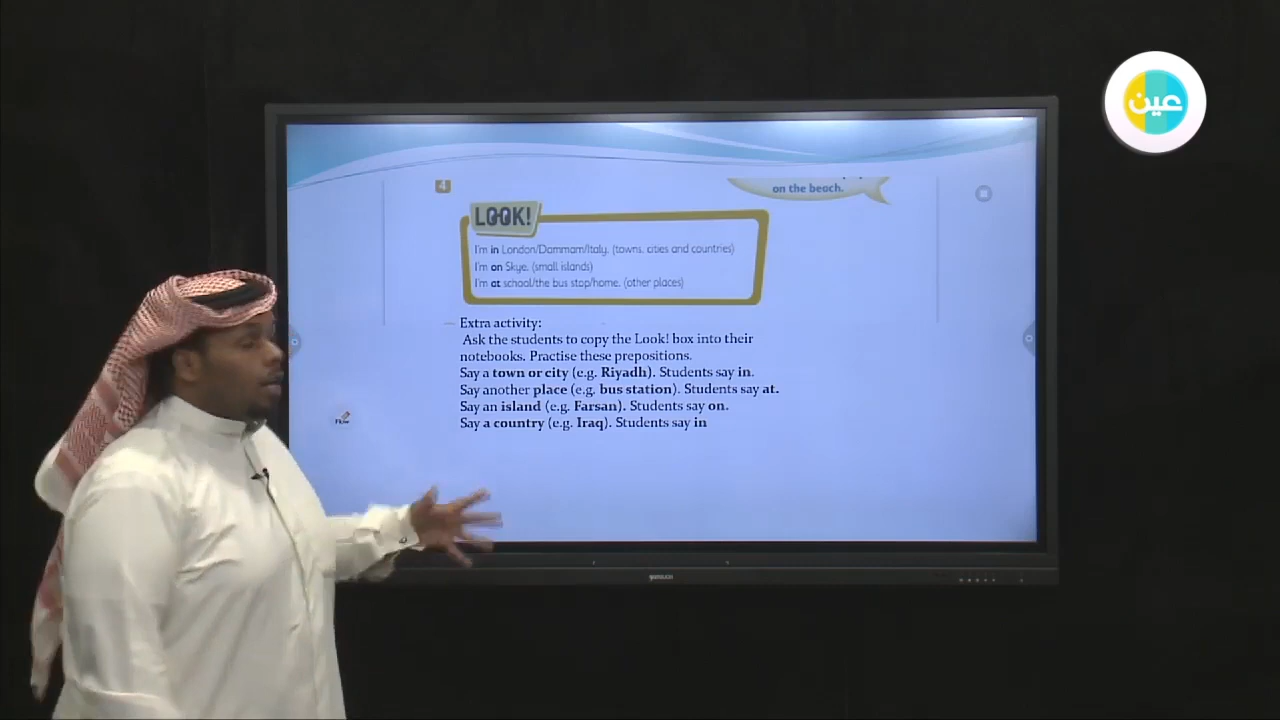 عين
4
on the beach.
LOOK!
I'm in London/Dammam/Italy. (towns, cities and countries)
I'm on Skye. (small islands)
I'm at school/the bus stop/home. (other places)
Extra activity:
Ask the students to copy the Look! box into their
notebooks. Practise these prepositions.
Say a town or city (e.g. Riyadh). Students say in.
Say another place (e.g. bus station). Students say at.
Say an island (e.g. Farsan). Students say on.
Say a country (e.g. Iraq). Students say in